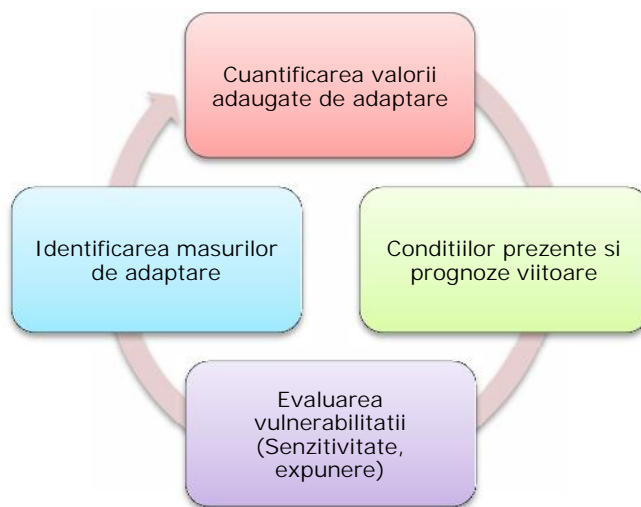 Cuantificarea valorii
adaugate de adaptare
Conditiilor prezente si
prognoze viitoare
Evaluarea
vulnerabilitatii
(Senzitivitate,
expunere)
Identificarea masurilor
de adaptare